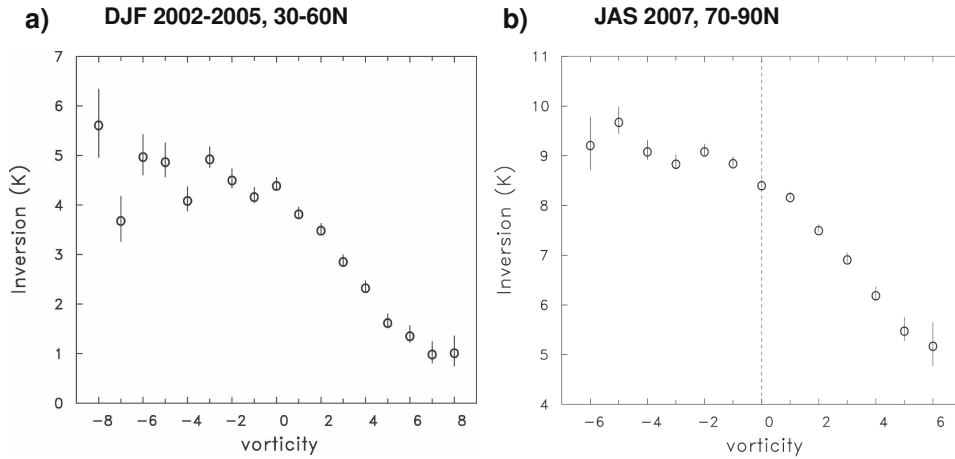 a) DJF 2002-2005, 30-60N
7
6
5
4
3
2
1
0
Inversion (K)
−8 −6 −4 −2 0 2 4 6 8
vorticity
b) JAS 2007, 70-90N
11
10
9
8
7
6
5
4
Inversion (K)
−6 −4 −2 0 2 4 6
vorticity